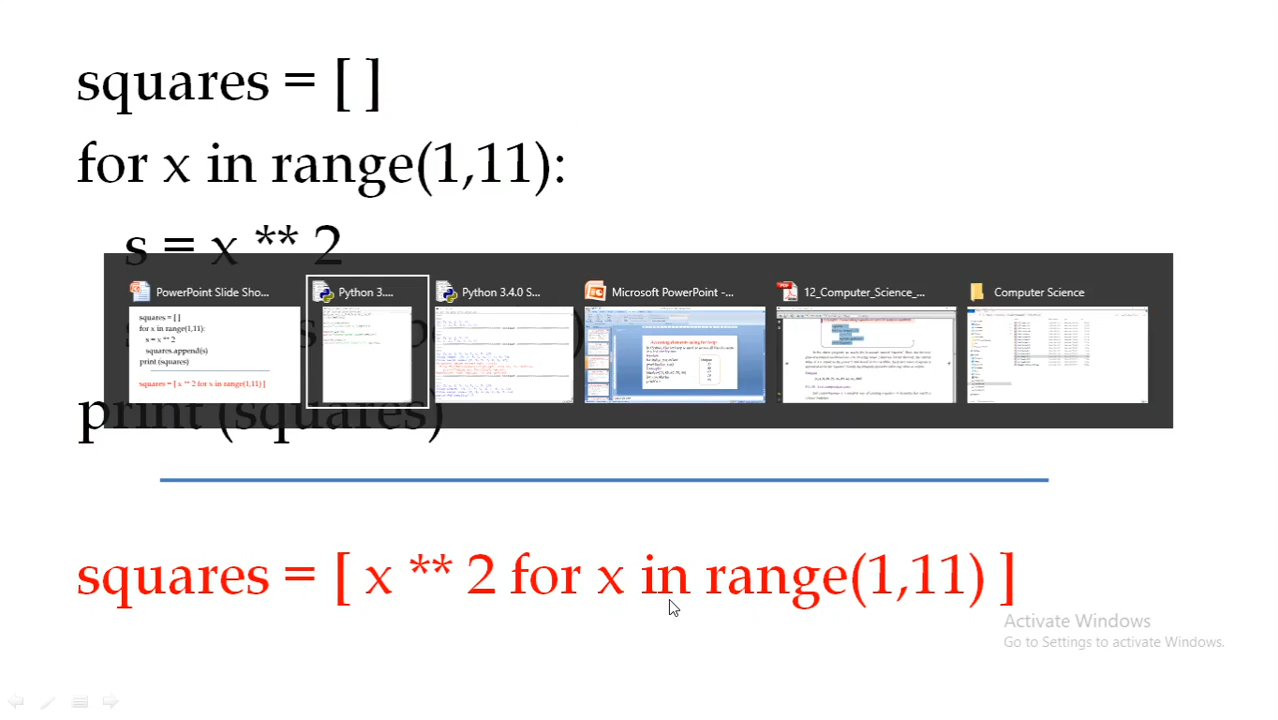 squares = [ ]
for x in range(1,11):
s = x ** 2
PowerPoint Slide Sho...
Python 3....
Python 3.4.0 S...
Microsoft PowerPoint -...
12_Computer_Science_...
Computer Science
squares = [ ]
for x in range(1,11):
s = x ** 2
squares.append(s)
print (squares)
squares = [ x ** 2 for x in range(1,11) ]
print (squares)
squares = [ x ** 2 for x in range(1,11) ]
Activate Windows
Go to Settings to activate Windows.